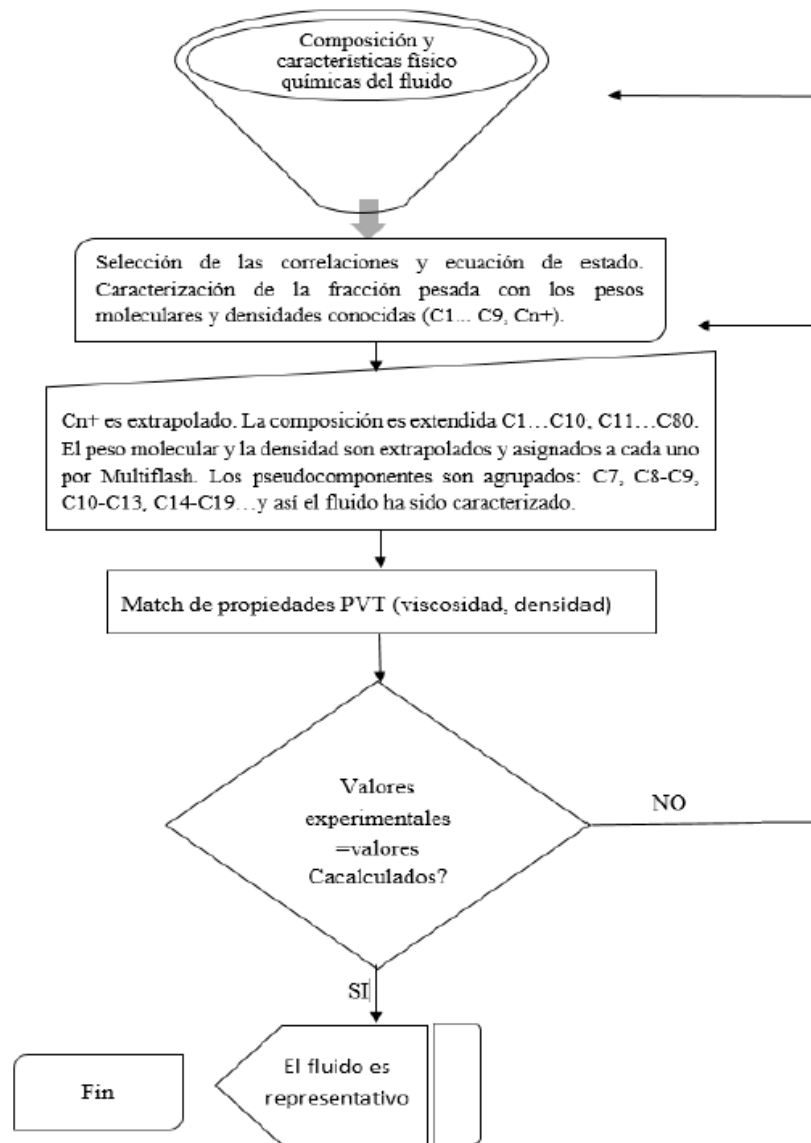 Composición y
características físico
químicas del fluido
Selección de las correlaciones y ecuación de estado.
Caracterización de la fracción pesada con los pesos
moleculares y densidades conocidas (C1... C9, Cn+).
Cn+ es extrapolado. La composición es extendida C1...C10, C11...C80.
El peso molecular y la densidad son extrapolados y asignados a cada uno
por Multiflash. Los pseudocomponentes son agrupados: C7, C8-C9,
C10-C13, C14-C19...y así el fluido ha sido caracterizado.
Match de propiedades PVT (viscosidad, densidad)
Valores
experimentales
=valores
Cacalculados?
NO
SI
El fluido es
representativo
Fin